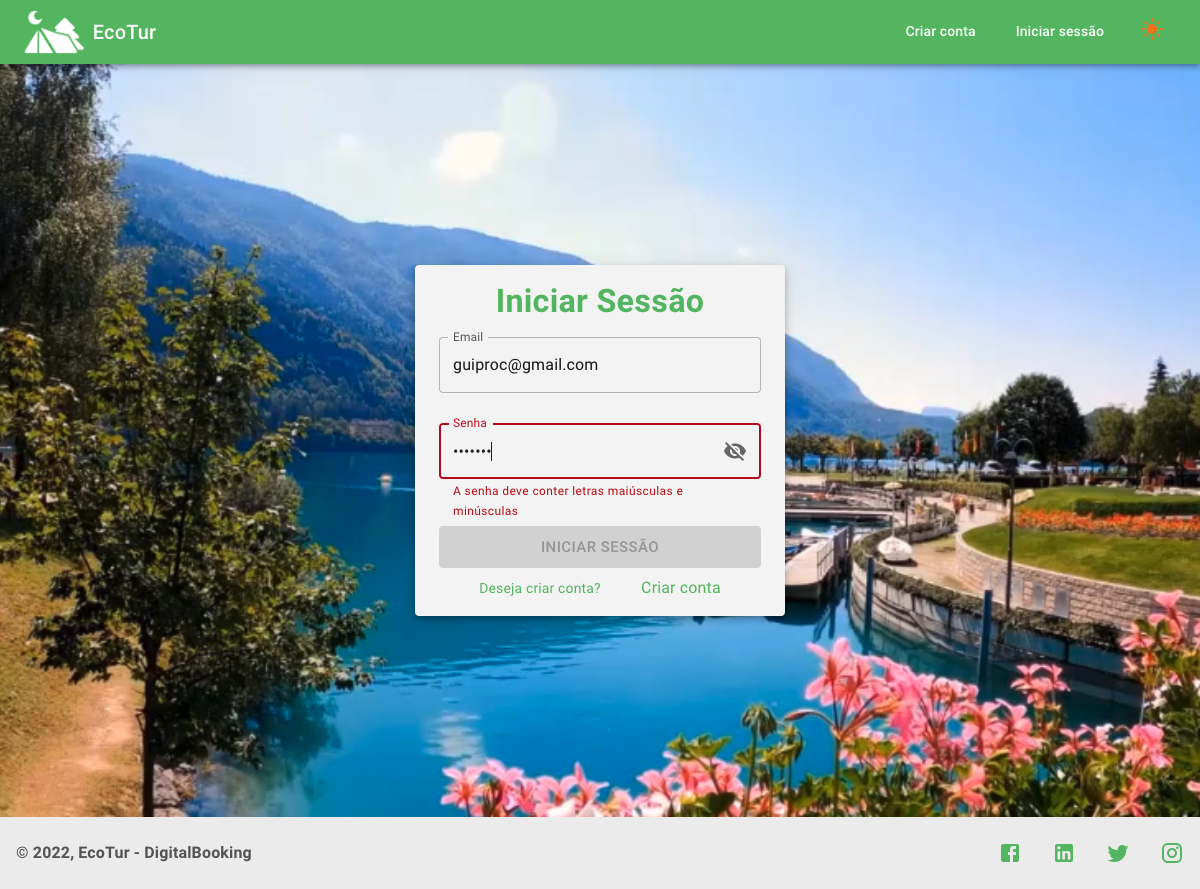 EcoTur
Criar conta
Iniciar sessão
Iniciar Sessão
Email
guiproc@gmail.com
Senha
•••••••
A senha deve conter letras maiúsculas e
minúsculas
INICIAR SESSÃO
Deseja criar conta?
Criar conta
© 2022, EcoTur - DigitalBooking